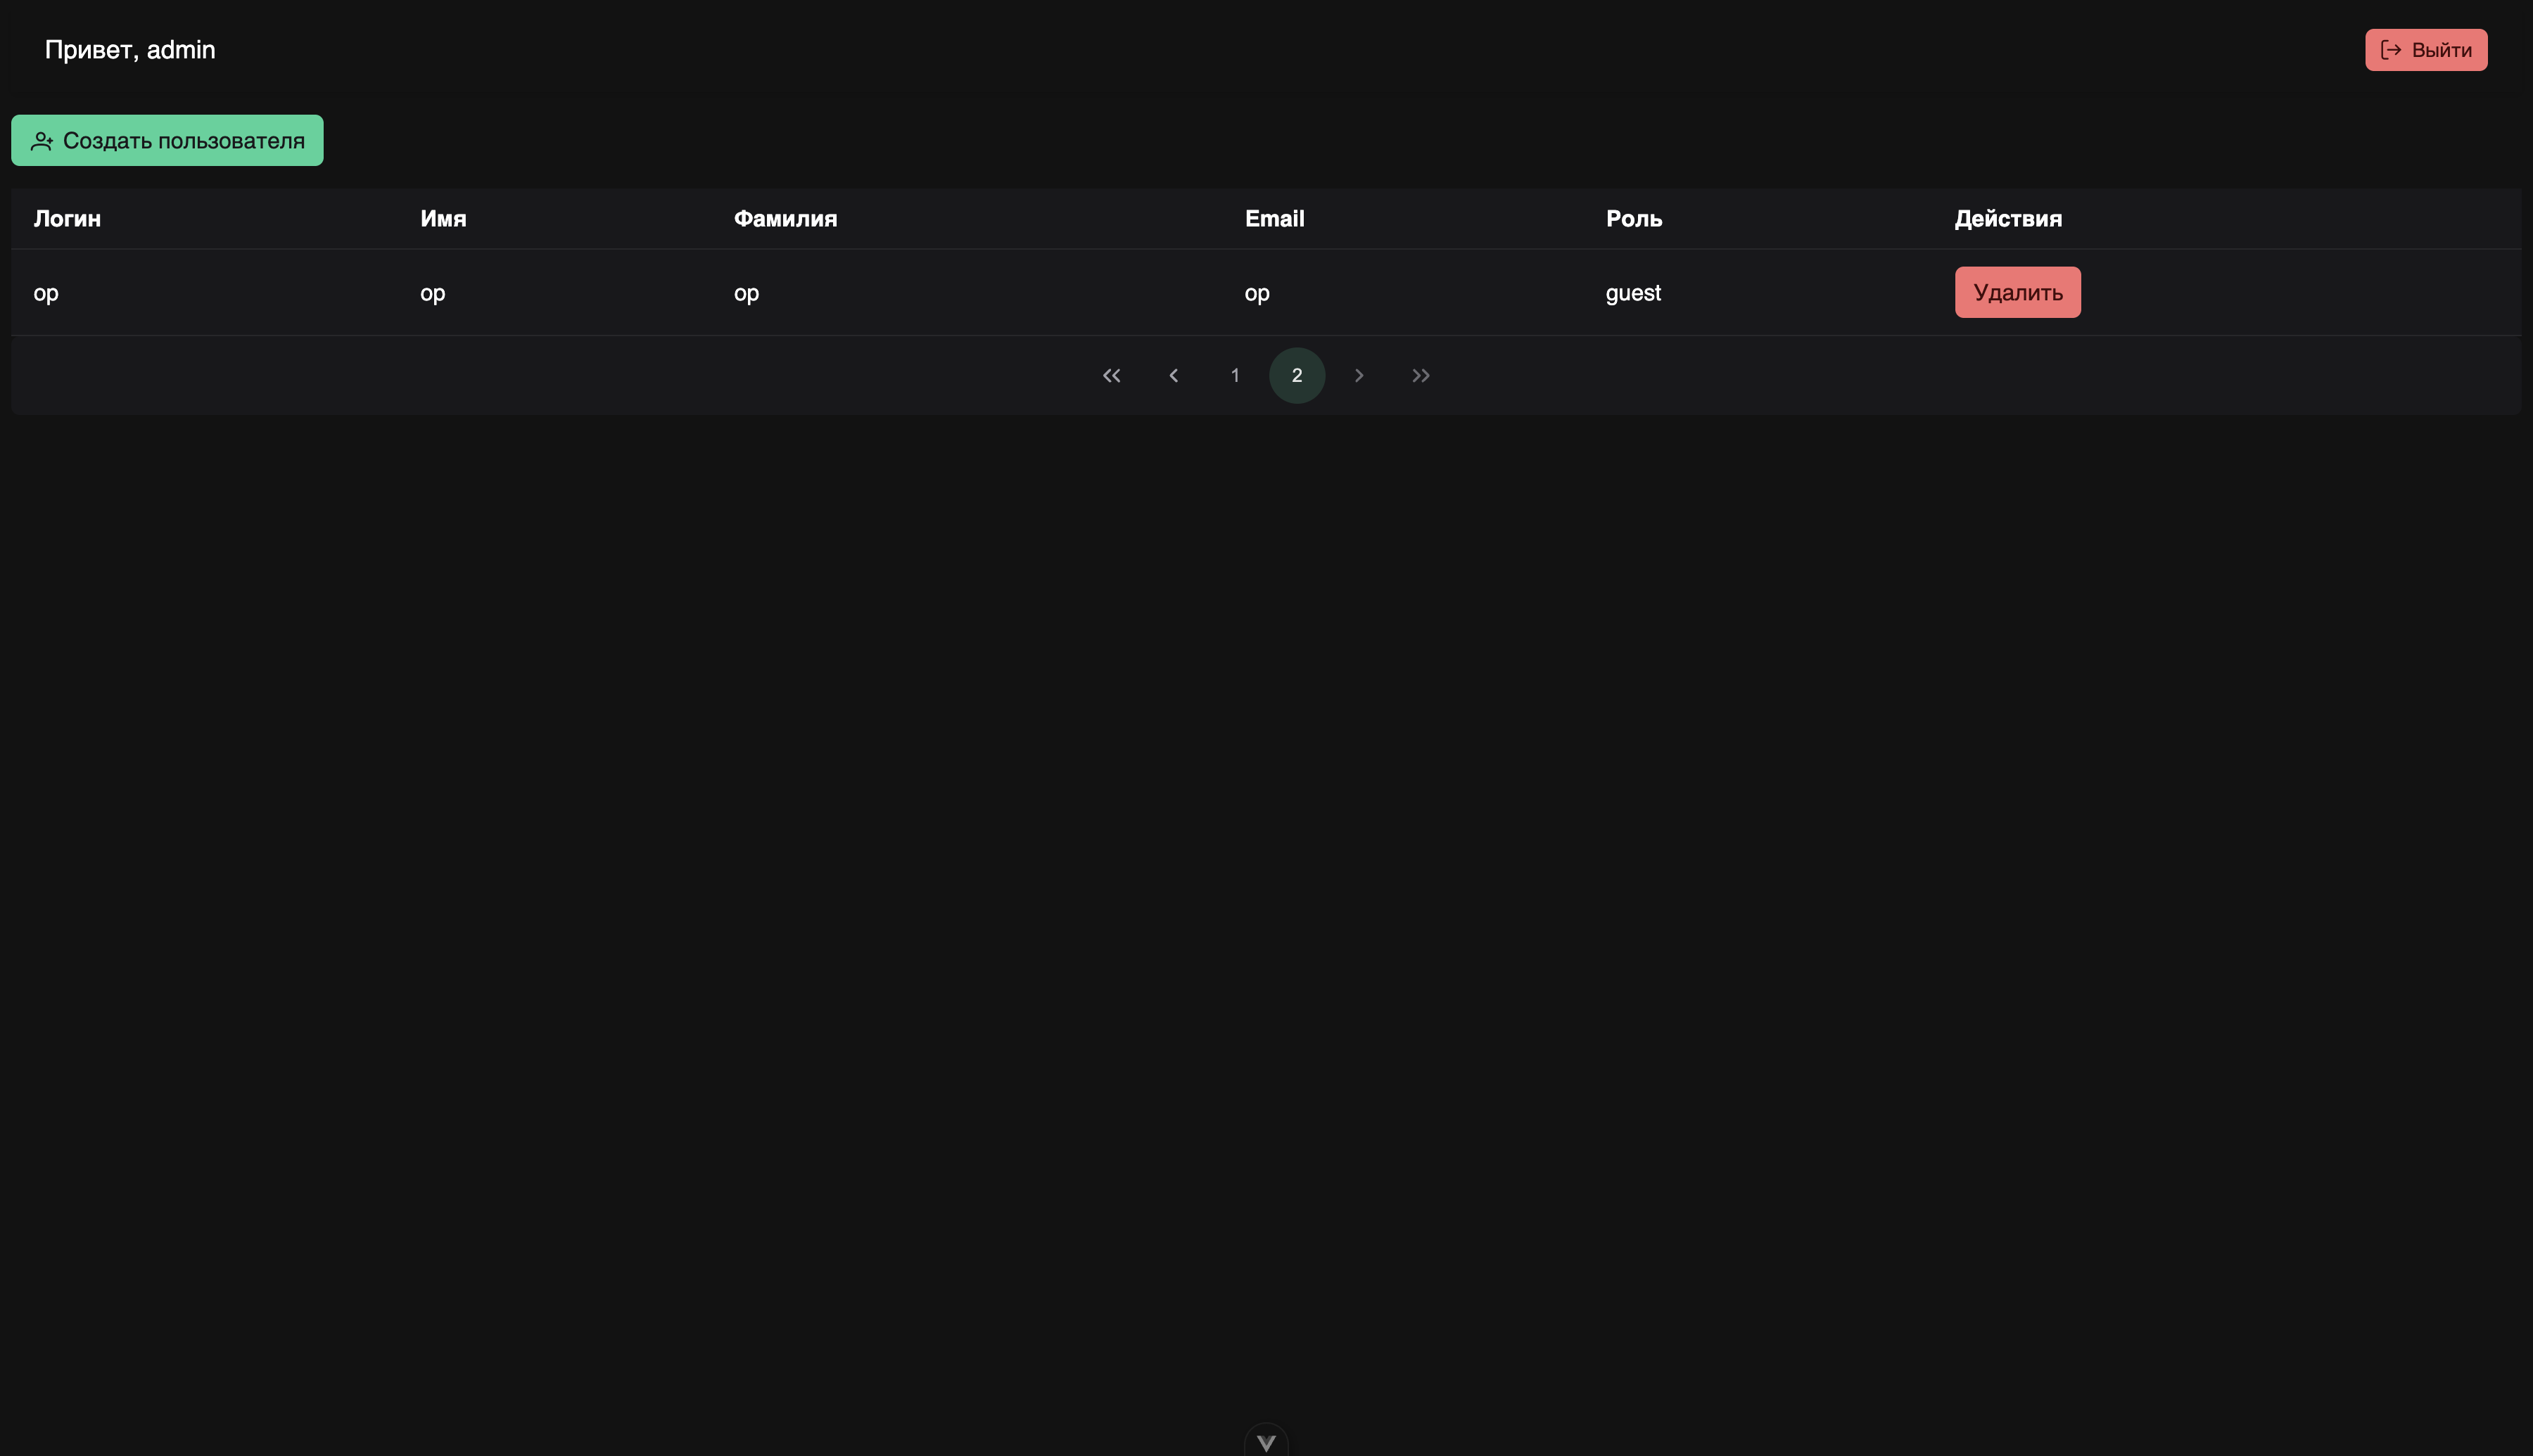 Привет, admin
Выйти
Создать пользователя
Логин Имя Фамилия Email Роль Действия
op op op op guest Удалить
1 2